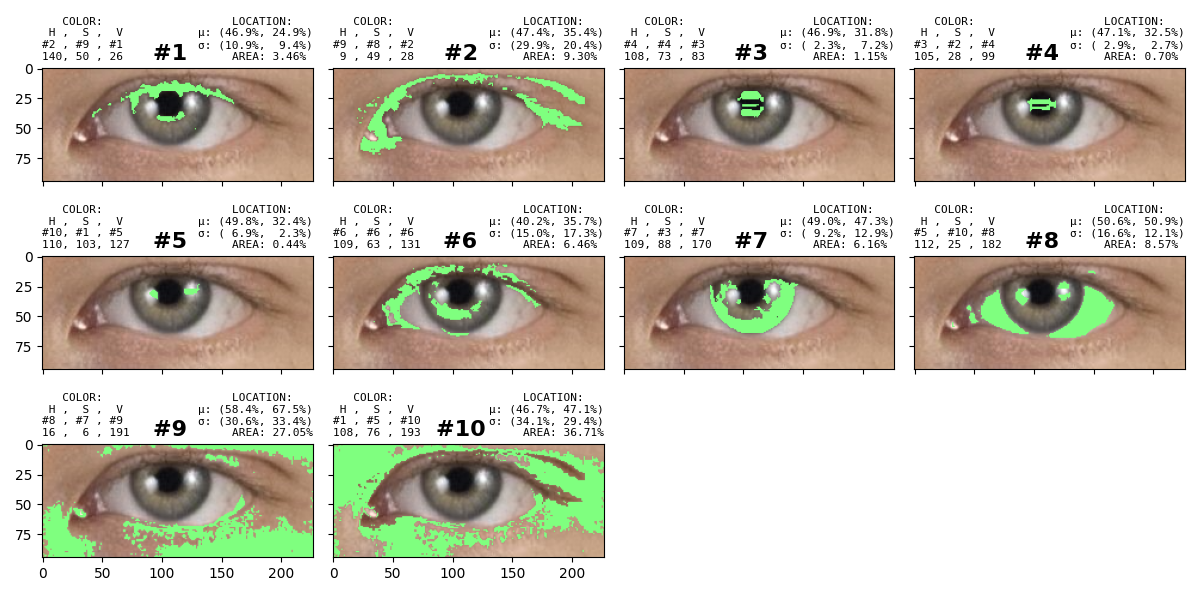 COLOR: LOCATION:
H , S , V μ: (46.9%, 24.9%)
#2 , #9 , #1 #1 σ: (10.9%, 9.4%)
140, 50 , 26 AREA: 3.46%
COLOR: LOCATION:
H , S , V μ: (47.4%, 35.4%)
#9 , #8 , #2 #2 σ: (29.9%, 20.4%)
9 , 49 , 28 AREA: 9.30%
COLOR: LOCATION:
H , S , V μ: (46.9%, 31.8%)
#4 , #4 , #3 #3 σ: ( 2.3%, 7.2%)
108, 73 , 83 AREA: 1.15%
COLOR: LOCATION:
H , S , V μ: (47.1%, 32.5%)
#3 , #2 , #4 #4 σ: ( 2.9%, 2.7%)
105, 28 , 99 AREA: 0.70%
0
25
50
75
COLOR: LOCATION:
H , S , V μ: (49.8%, 32.4%)
#10, #1 , #5 #5 σ: ( 6.9%, 2.3%)
110, 103, 127 AREA: 0.44%
COLOR: LOCATION:
H , S , V μ: (40.2%, 35.7%)
#6 , #6 , #6 #6 σ: (15.0%, 17.3%)
109, 63 , 131 AREA: 6.46%
COLOR: LOCATION:
H , S , V μ: (49.0%, 47.3%)
#7 , #3 , #7 #7 σ: ( 9.2%, 12.9%)
109, 88 , 170 AREA: 6.16%
COLOR: LOCATION:
H , S , V μ: (50.6%, 50.9%)
#5 , #10, #8 #8 σ: (16.6%, 12.1%)
112, 25 , 182 AREA: 8.57%
0
25
50
75
COLOR: LOCATION:
H , S , V μ: (58.4%, 67.5%)
#8 , #7 , #9 #9 σ: (30.6%, 33.4%)
16 , 6 , 191 AREA: 27.05%
COLOR: LOCATION:
H , S , V μ: (46.7%, 47.1%)
#1 , #5 , #10 #10 σ: (34.1%, 29.4%)
108, 76 , 193 AREA: 36.71%
0
25
50
75
0 50 100 150 200
0 50 100 150 200